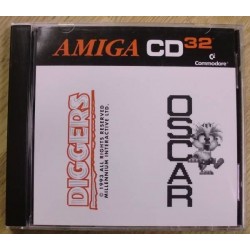 AMIGA CD32
Commodore
DIGGERS
© 1993 ALL RIGHTS RESERVED
MILLENNIUM INTERACTIVE LTD.
OSCAR